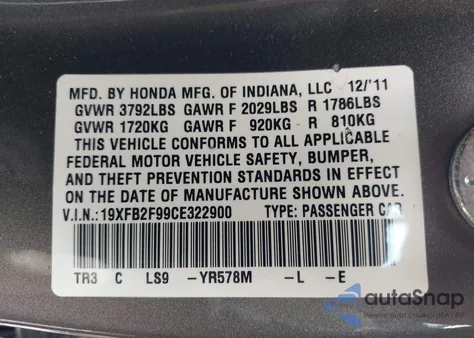 MFD. BY HONDA MFG. OF INDIANA, LLC 12/'11
GVWR 3792LBS GAWR F 2029LBS R 1786LBS
GVWR 1720KG GAWR F 920KG R 810KG
THIS VEHICLE CONFORMS TO ALL APPLICABLE
FEDERAL MOTOR VEHICLE SAFETY, BUMPER,
AND THEFT PREVENTION STANDARDS IN EFFECT
ON THE DATE OF MANUFACTURE SHOWN ABOVE.
V.I.N.:19XFB2F99CE322900 TYPE: PASSENGER CAR
TR3 C LS9 -YR578M -L -E
autoSnap